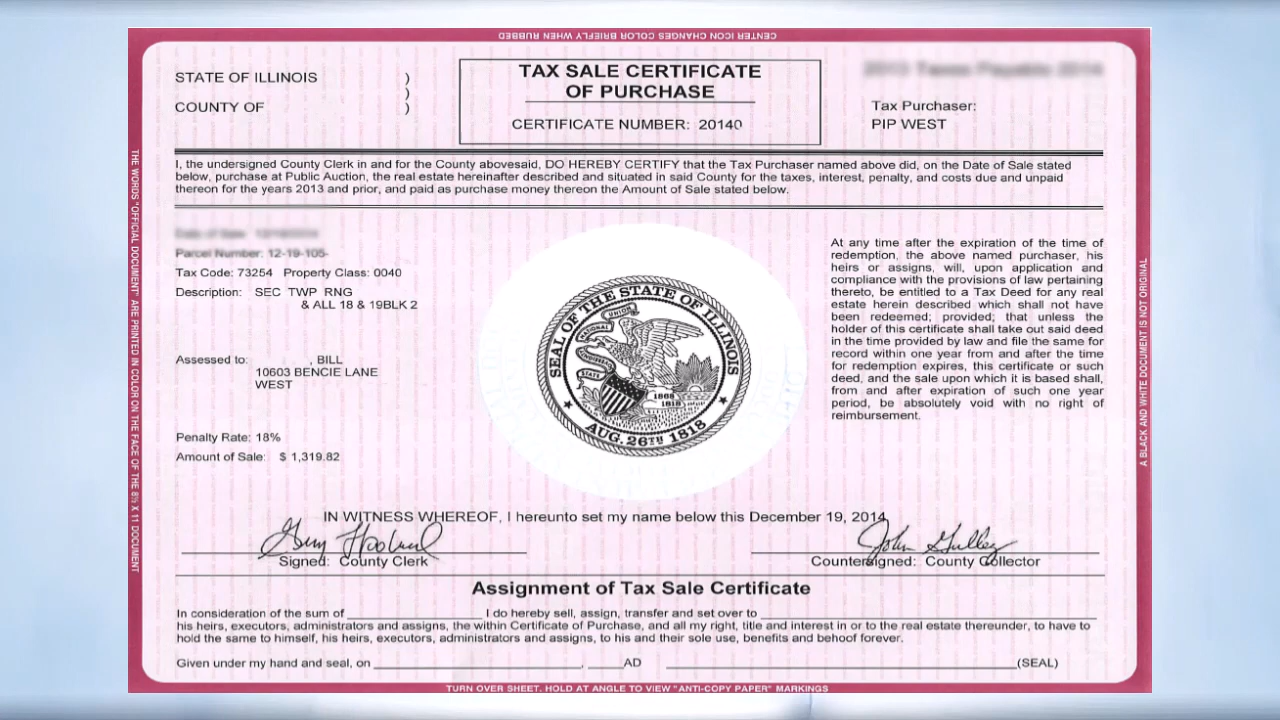 CENTER ICON CHANGES COLOR BRIEFLY WHEN RUBBED
STATE OF ILLINOIS )
)
COUNTY OF )
TAX SALE CERTIFICATE
OF PURCHASE
CERTIFICATE NUMBER: 20140
Tax Purchaser:
PIP WEST
I, the undersigned County Clerk in and for the County abovesaid, DO HEREBY CERTIFY that the Tax Purchaser named above did, on the Date of Sale stated
below, purchase at Public Auction, the real estate hereinafter described and situated in said County for the taxes, interest, penalty, and costs due and unpaid
thereon for the years 2013 and prior, and paid as purchase money thereon the Amount of Sale stated below.
Parcel Number: 12-19-105-
Tax Code: 73254 Property Class: 0040
Description: SEC TWP RNG
& ALL 18 & 19BLK 2
Assessed to: , BILL
10603 BENCIE LANE
WEST
Penalty Rate: 18%
Amount of Sale: $ 1,319.82
SEAL OF THE STATE OF ILLINOIS
NATIONAL UNION
STATE
1868
1818
AUG. 26TH 1818
At any time after the expiration of the time of
redemption, the above named purchaser, his
heirs or assigns, will, upon application and
compliance with the provisions of law pertaining
thereto, be entitled to a Tax Deed for any real
estate herein described which shall not have
been redeemed; provided; that unless the
holder of this certificate shall take out said deed
in the time provided by law and file the same for
record within one year from and after the time
for redemption expires, this certificate or such
deed, and the sale upon which it is based shall,
from and after expiration of such one year
period, be absolutely void with no right of
reimbursement.
IN WITNESS WHEREOF, I hereunto set my name below this December 19, 2014
John Gulley
Signed: County Clerk
Countersigned: County Collector
Assignment of Tax Sale Certificate
In consideration of the sum of I do hereby sell, assign, transfer and set over to
his heirs, executors, administrators and assigns, the within Certificate of Purchase, and all my right, title and interest in or to the real estate thereunder, to have to
hold the same to himself, his heirs, executors, administrators and assigns, to his and their sole use, benefits and behoof forever.
Given under my hand and seal, on , AD (SEAL)
THE WORDS "OFFICIAL DOCUMENT" ARE PRINTED IN COLOR ON THE FACE OF THE 8½ X 11 DOCUMENT
A BLACK AND WHITE DOCUMENT IS NOT ORIGINAL
TURN OVER SHEET. HOLD AT ANGLE TO VIEW "ANTI-COPY PAPER" MARKINGS